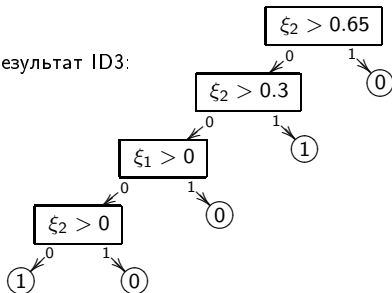 ξ₂ > 0.65
езультат ID3:
0 1
ξ₂ > 0.3 0
0 1
ξ₁ > 0 1
0 1
ξ₂ > 0 0
0 1
1 0